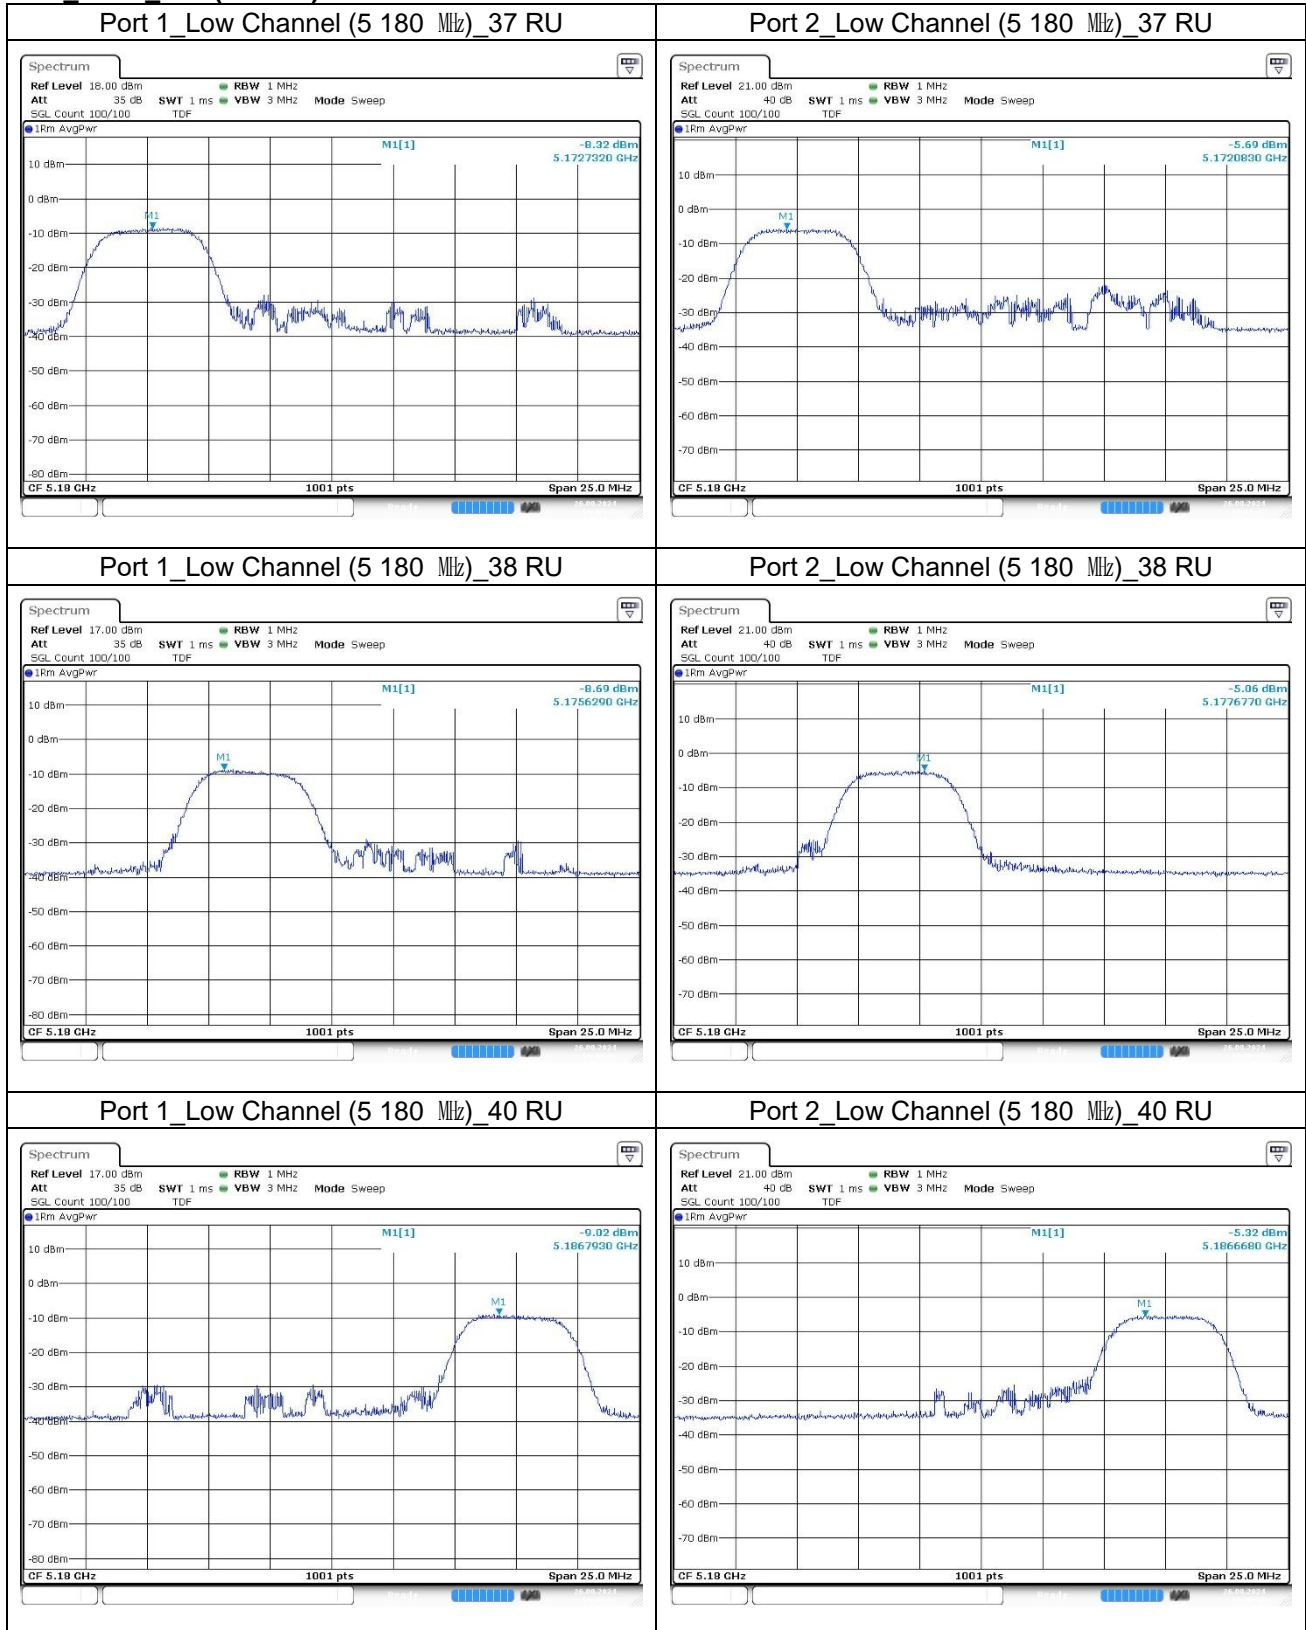 Port 1_Low Channel (5 180 ㎒)_37 RU
Port 2_Low Channel (5 180 ㎒)_37 RU
Spectrum
Ref Level 18.00 dBm RBW 1 MHz
Att 35 dB SWT 1 ms VBW 3 MHz Mode Sweep
SGL Count 100/100 TDF
1Rm AvgPwr
M1[1] -8.32 dBm
5.1727320 GHz
10 dBm
0 dBm
M1
-10 dBm
-20 dBm
-30 dBm
-40 dBm
-50 dBm
-60 dBm
-70 dBm
-80 dBm
CF 5.18 GHz 1001 pts Span 25.0 MHz
Spectrum
Ref Level 21.00 dBm RBW 1 MHz
Att 40 dB SWT 1 ms VBW 3 MHz Mode Sweep
SGL Count 100/100 TDF
1Rm AvgPwr
M1[1] -5.69 dBm
5.1720830 GHz
10 dBm
0 dBm
M1
-10 dBm
-20 dBm
-30 dBm
-40 dBm
-50 dBm
-60 dBm
-70 dBm
CF 5.18 GHz 1001 pts Span 25.0 MHz
Port 1_Low Channel (5 180 ㎒)_38 RU
Port 2_Low Channel (5 180 ㎒)_38 RU
Spectrum
Ref Level 17.00 dBm RBW 1 MHz
Att 35 dB SWT 1 ms VBW 3 MHz Mode Sweep
SGL Count 100/100 TDF
1Rm AvgPwr
M1[1] -8.69 dBm
5.1756290 GHz
10 dBm
0 dBm
M1
-10 dBm
-20 dBm
-30 dBm
-40 dBm
-50 dBm
-60 dBm
-70 dBm
-80 dBm
CF 5.18 GHz 1001 pts Span 25.0 MHz
Spectrum
Ref Level 21.00 dBm RBW 1 MHz
Att 40 dB SWT 1 ms VBW 3 MHz Mode Sweep
SGL Count 100/100 TDF
1Rm AvgPwr
M1[1] -5.06 dBm
5.1776770 GHz
10 dBm
0 dBm
M1
-10 dBm
-20 dBm
-30 dBm
-40 dBm
-50 dBm
-60 dBm
-70 dBm
CF 5.18 GHz 1001 pts Span 25.0 MHz
Port 1_Low Channel (5 180 ㎒)_40 RU
Port 2_Low Channel (5 180 ㎒)_40 RU
Spectrum
Ref Level 17.00 dBm RBW 1 MHz
Att 35 dB SWT 1 ms VBW 3 MHz Mode Sweep
SGL Count 100/100 TDF
1Rm AvgPwr
M1[1] -9.02 dBm
5.1867930 GHz
10 dBm
0 dBm
M1
-10 dBm
-20 dBm
-30 dBm
-40 dBm
-50 dBm
-60 dBm
-70 dBm
-80 dBm
CF 5.18 GHz 1001 pts Span 25.0 MHz
Spectrum
Ref Level 21.00 dBm RBW 1 MHz
Att 40 dB SWT 1 ms VBW 3 MHz Mode Sweep
SGL Count 100/100 TDF
1Rm AvgPwr
M1[1] -5.32 dBm
5.1866680 GHz
10 dBm
0 dBm
M1
-10 dBm
-20 dBm
-30 dBm
-40 dBm
-50 dBm
-60 dBm
-70 dBm
CF 5.18 GHz 1001 pts Span 25.0 MHz